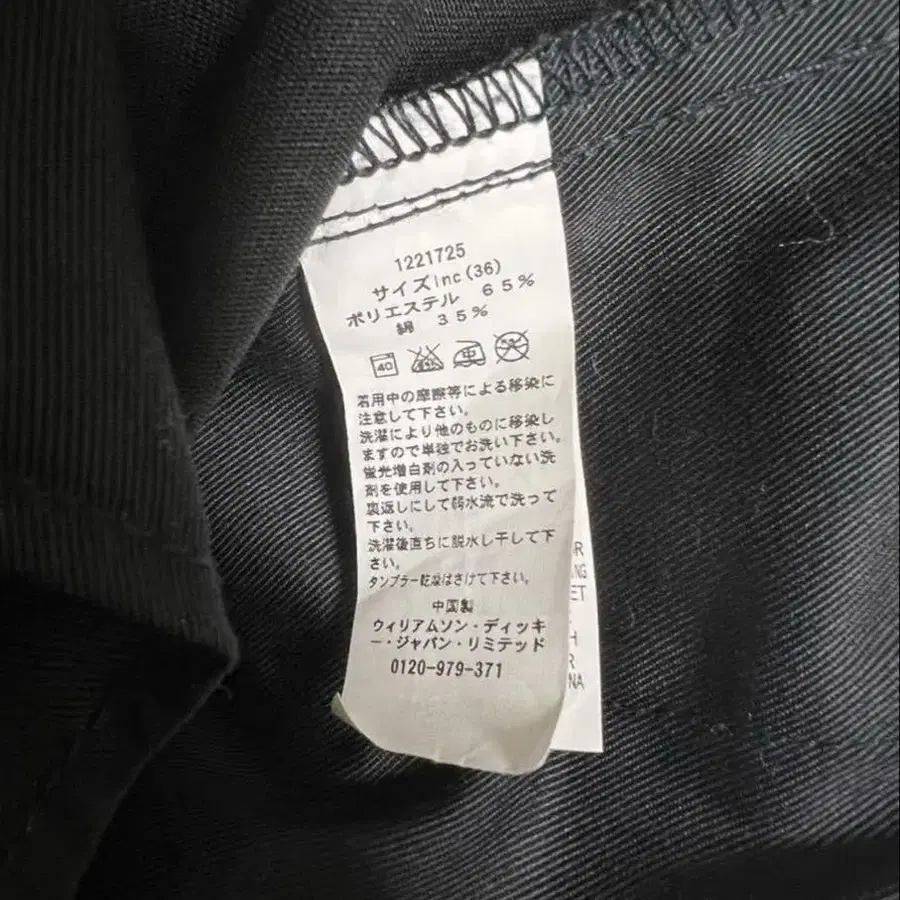 1221725
サイズInc(36)
ポリエステル 65%
綿 35%
40
中
着用中の摩擦等による移染に
注意して下さい。
洗濯により他のものに移染し
ますので単独でお洗い下さい。
蛍光増白剤の入っていない洗
剤を使用して下さい。
裏返しにして弱水流で洗って
下さい。
洗濯後直ちに脱水し干して下
さい。
タンブラー乾燥はさけて下さい。
中国製
ウィリアムソン・ディッキ
ー・ジャパン・リミテッド
0120-979-371